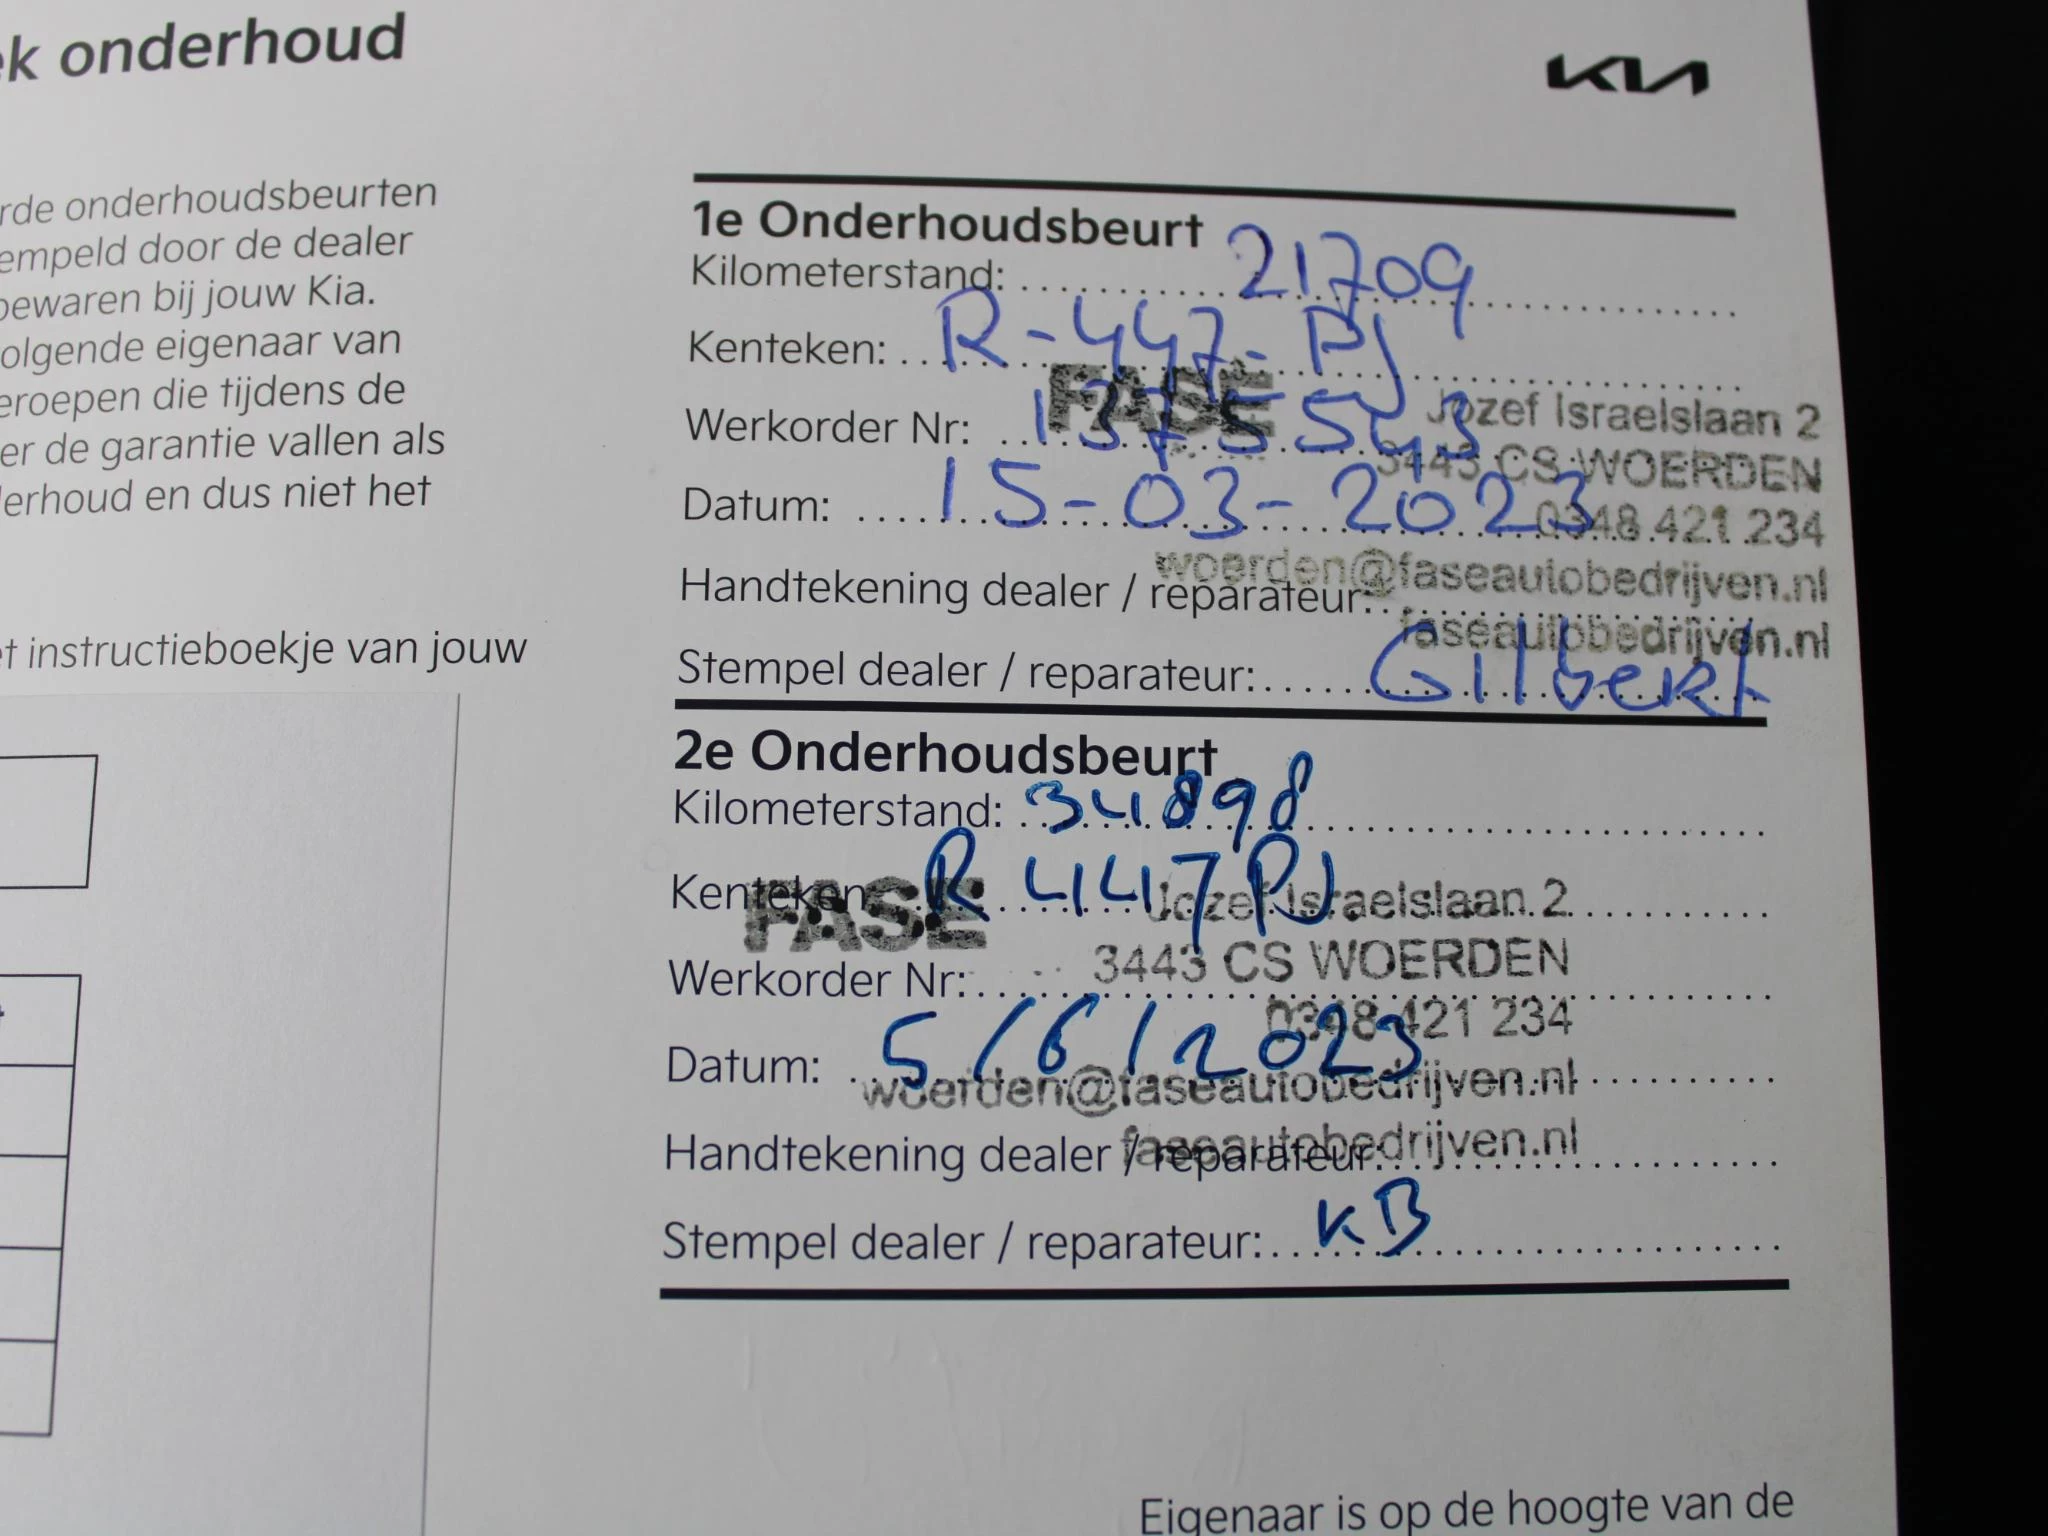 ek onderhoud
KIA
rde onderhoudsbeurten
empeld door de dealer
bewaren bij jouw Kia.
olgende eigenaar van
eroepen die tijdens de
er de garantie vallen als
derhoud en dus niet het
et instructieboekje van jouw
1e Onderhoudsbeurt
Kilometerstand: 21709
Kenteken: R-447-PJ
FASE
Jozef Israelslaan 2
Werkorder Nr: 1375543
3443 CS WOERDEN
Datum: 15-03-2023
0348 421 234
woerden@faseautobedrijven.nl
Handtekening dealer / reparateur:
faseautobedrijven.nl
Stempel dealer / reparateur: Gilbert
2e Onderhoudsbeurt
Kilometerstand: 34898
Kenteken: R 447 PJ
FASE
Jozef Israelslaan 2
3443 CS WOERDEN
Werkorder Nr:
0348 421 234
Datum: 5/6/2023
woerden@faseautobedrijven.nl
faseautobedrijven.nl
Handtekening dealer / reparateur:
Stempel dealer / reparateur: KB
Eigenaar is op de hoogte van de